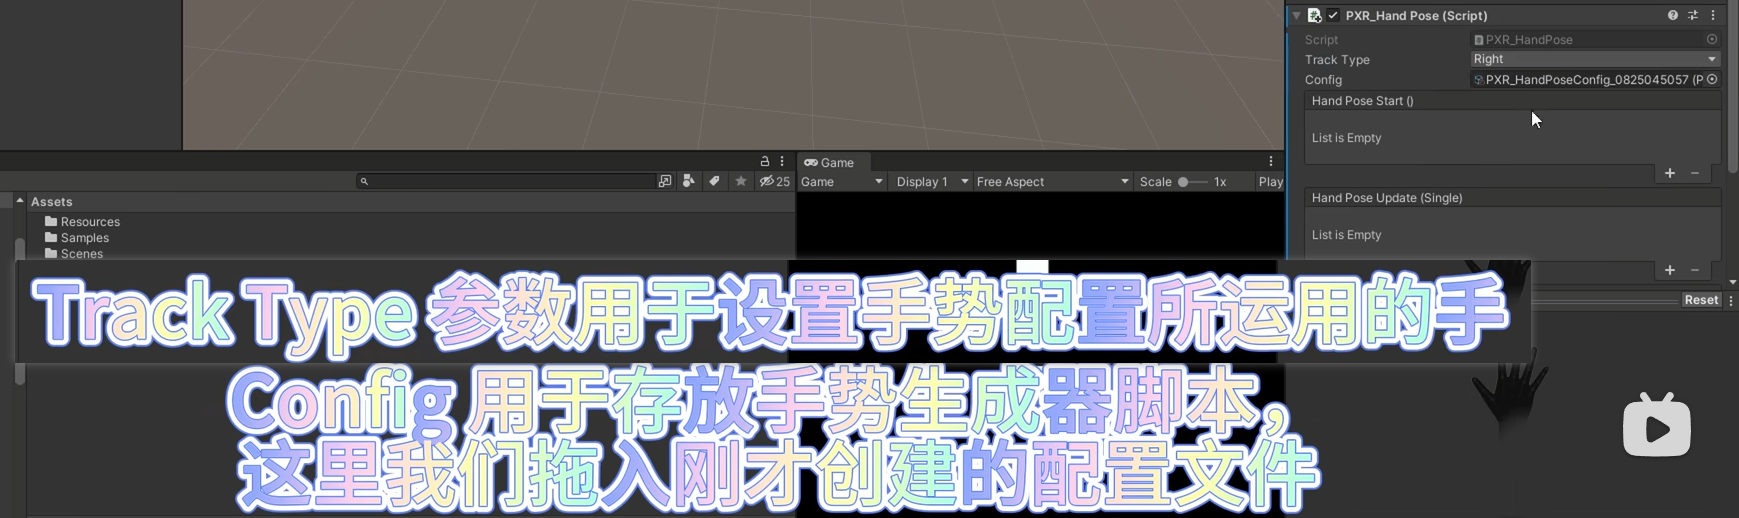 PXR_Hand Pose (Script)
Script PXR_HandPose
Track Type Right
Config PXR_HandPoseConfig_0825045057 (P
Hand Pose Start ()
List is Empty
Game
25
Game Display 1 Free Aspect Scale 1x Play
Assets
Resources
Samples
Scenes
Hand Pose Update (Single)
List is Empty
Reset
Track Type 参数用于设置手势配置所运用的手
Config 用于存放手势生成器脚本，
这里我们拖入刚才创建的配置文件